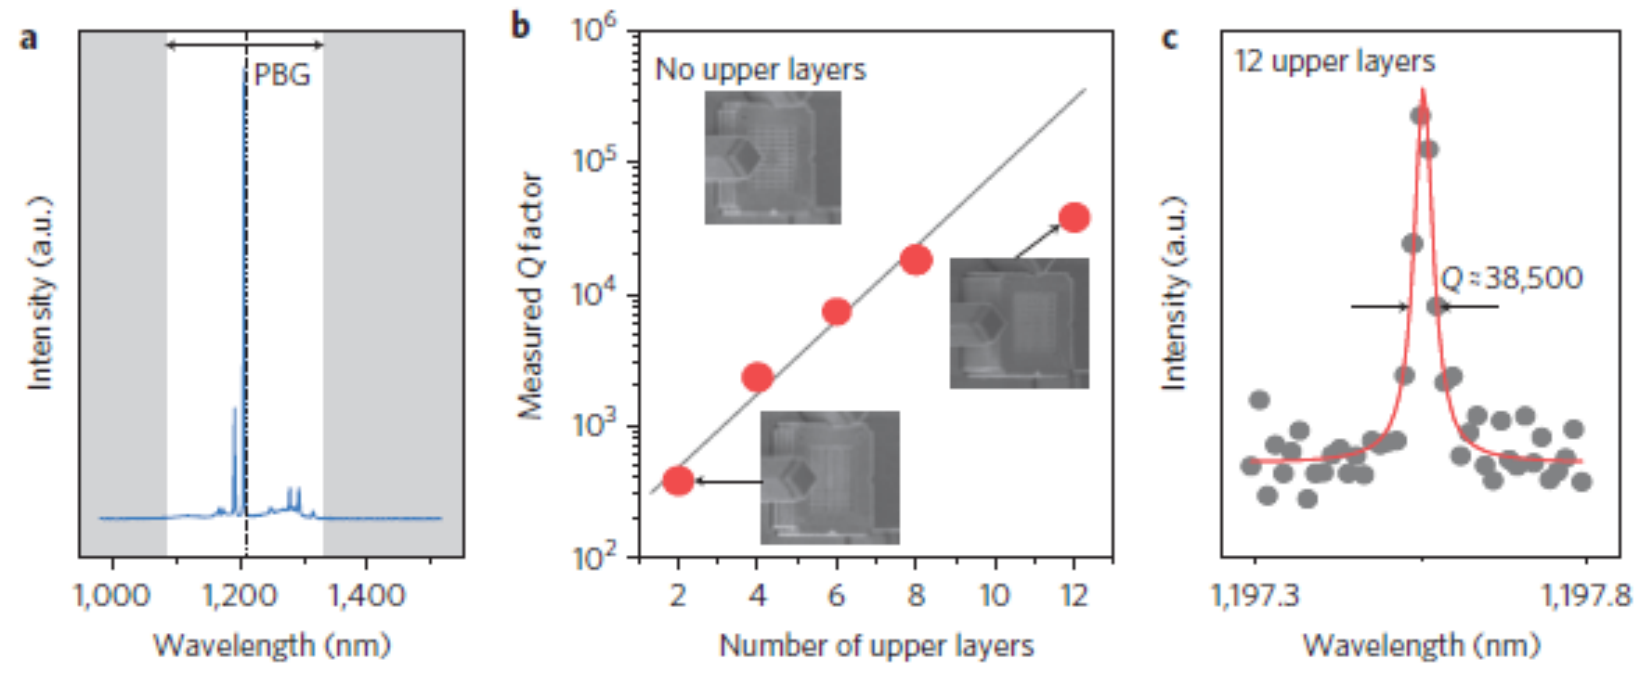 a
PBG
Intensity (a.u.)
1,000 1,200 1,400
Wavelength (nm)
b
10⁶
10⁵
10⁴
10³
10²
Measured Q factor
No upper layers
2 4 6 8 10 12
Number of upper layers
c
12 upper layers
Q ≈ 38,500
Intensity (a.u.)
1,197.3 1,197.8
Wavelength (nm)